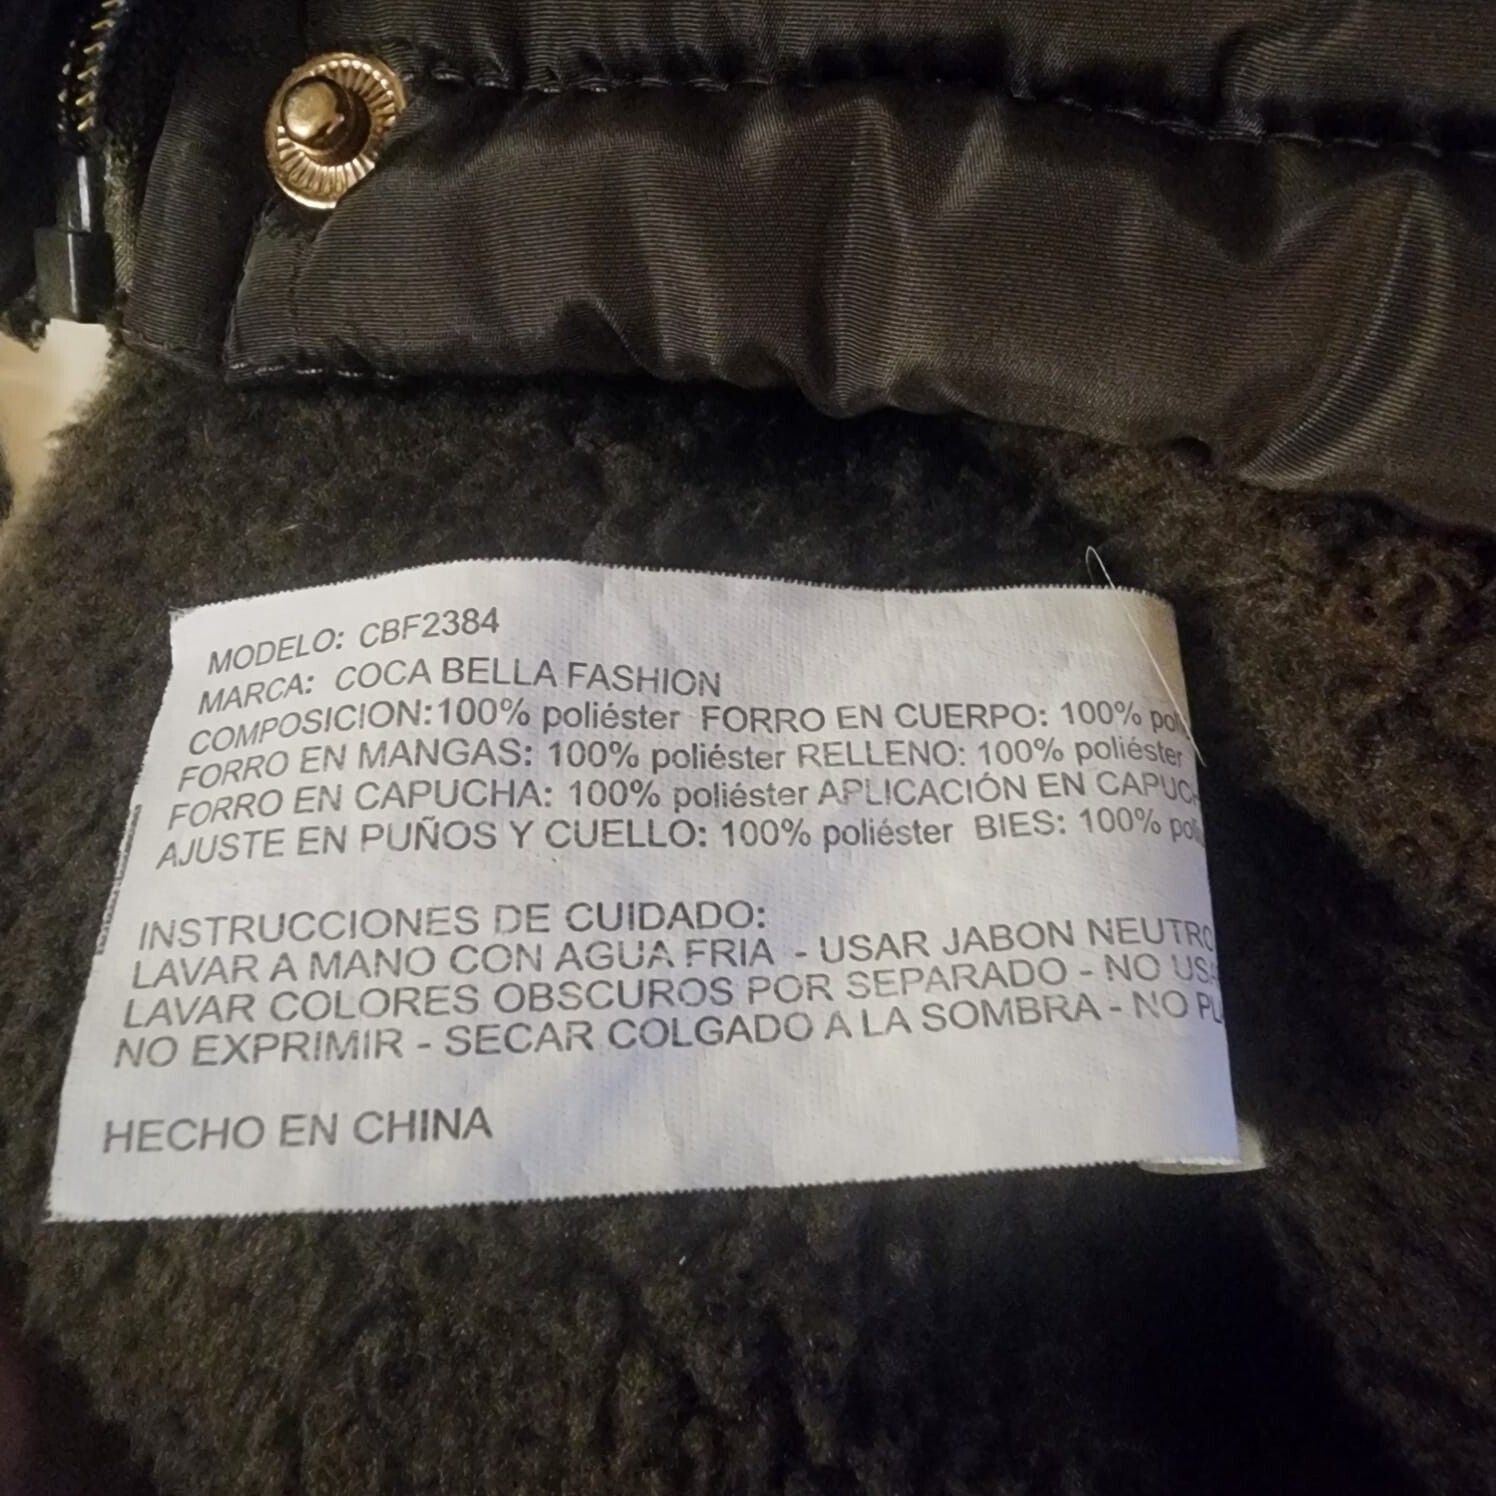 MODELO: CBF2384
MARCA: COCA BELLA FASHION
COMPOSICION:100% poliéster FORRO EN CUERPO: 100%
FORRO EN MANGAS: 100% poliéster RELLENO: 100% poliéster
FORRO EN CAPUCHA: 100% poliéster APLICACIÓN EN
AJUSTE EN PUÑOS Y CUELLO: 100% poliéster BIES: 100%
INSTRUCCIONES DE CUIDADO:
LAVAR A MANO CON AGUA FRIA - USAR JABON NEUTRO
LAVAR COLORES OBSCUROS POR SEPARADO - NO
NO EXPRIMIR - SECAR COLGADO A LA SOMBRA - NO
HECHO EN CHINA